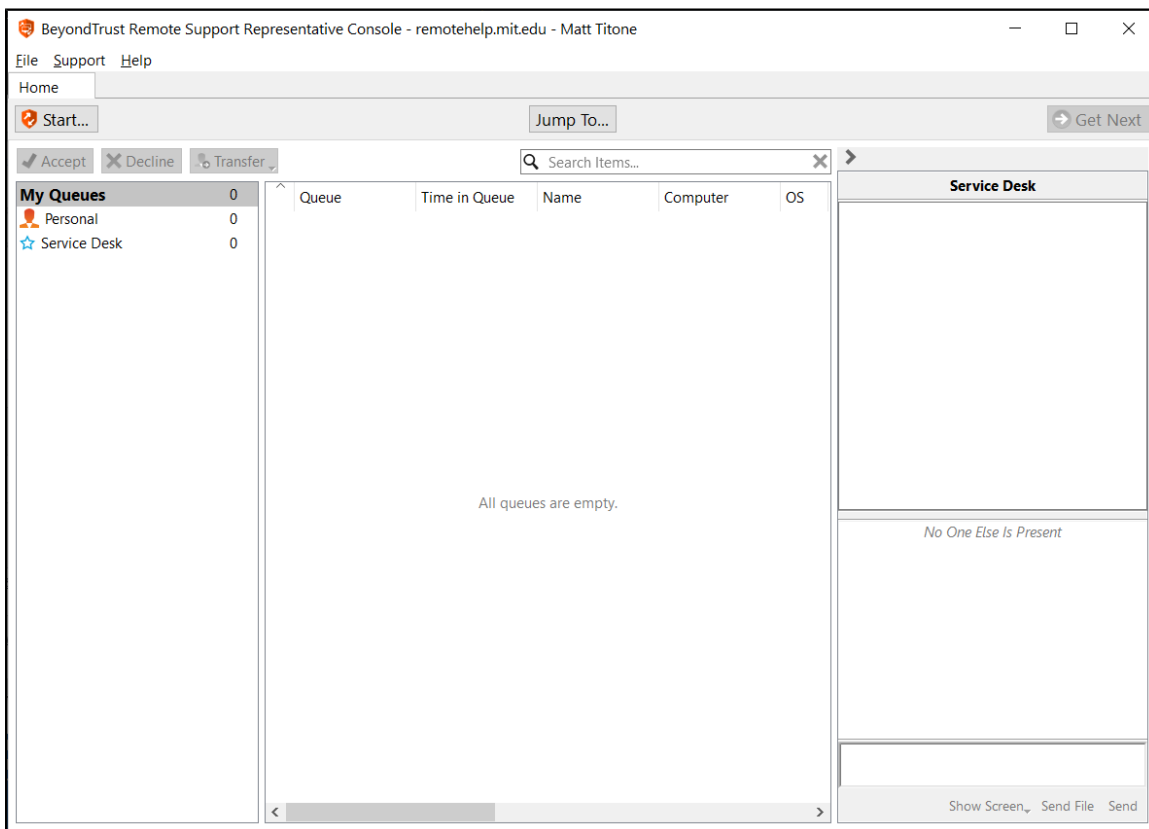 BeyondTrust Remote Support Representative Console - remotehelp.mit.edu - Matt Titone
File Support Help
Home
Start... Jump To... Get Next
Accept Decline Transfer Search Items...
Service Desk
My Queues 0
Personal 0
Service Desk 0
Queue Time in Queue Name Computer OS
All queues are empty.
No One Else Is Present
Show Screen Send File Send